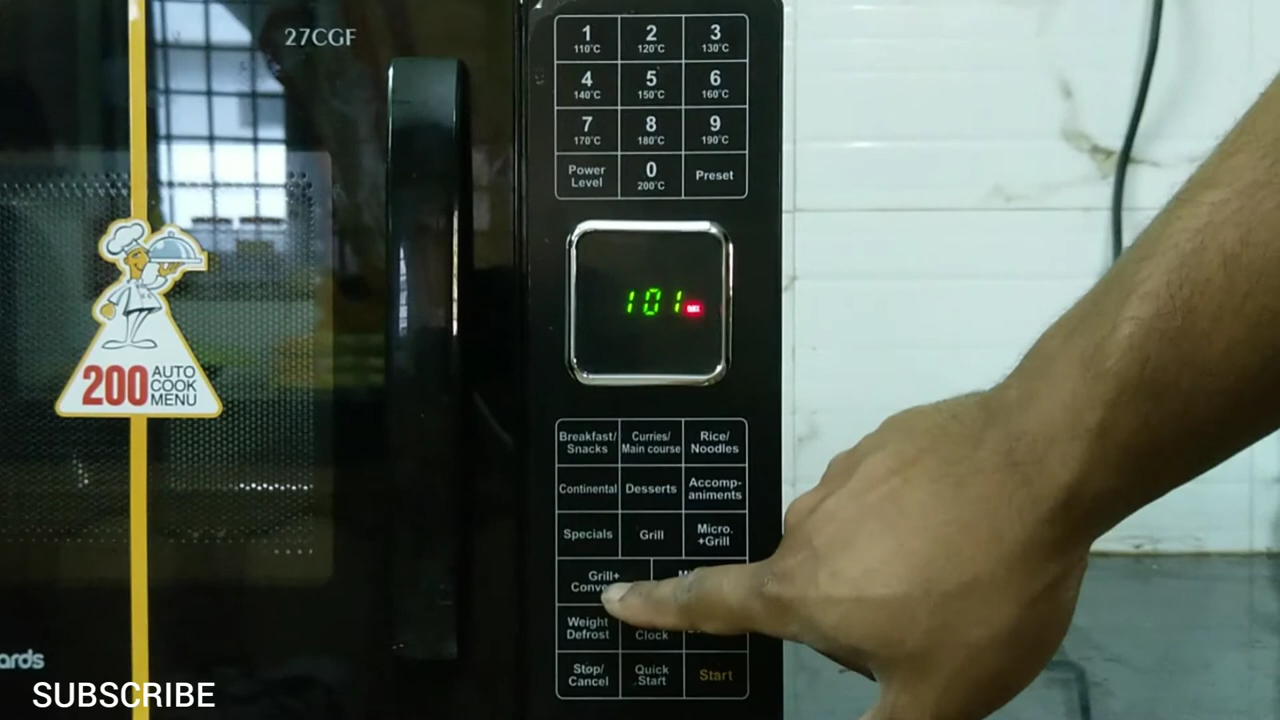 27CGF
1
110°C
2
120°C
3
130°C
4
140°C
5
150°C
6
160°C
7
170°C
8
180°C
9
190°C
Power
Level
0
200°C
Preset
101
200 AUTO
COOK
MENU
Breakfast/
Snacks
Curries/
Main course
Rice/
Noodles
Continental
Desserts
Accomp-
animents
Specials
Grill
Micro.
+Grill
Grill+
Weight
Defrost
Clock
Stop/
Cancel
Quick
Start
Start
ards
SUBSCRIBE